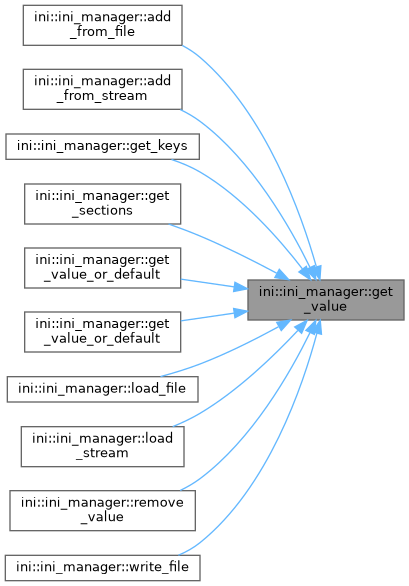 ini::ini_manager::add
_from_file
ini::ini_manager::add
_from_stream
ini::ini_manager::get_keys
ini::ini_manager::get
_sections
ini::ini_manager::get
_value_or_default
ini::ini_manager::get
_value
ini::ini_manager::get
_value_or_default
ini::ini_manager::load_file
ini::ini_manager::load
_stream
ini::ini_manager::remove
_value
ini::ini_manager::write_file